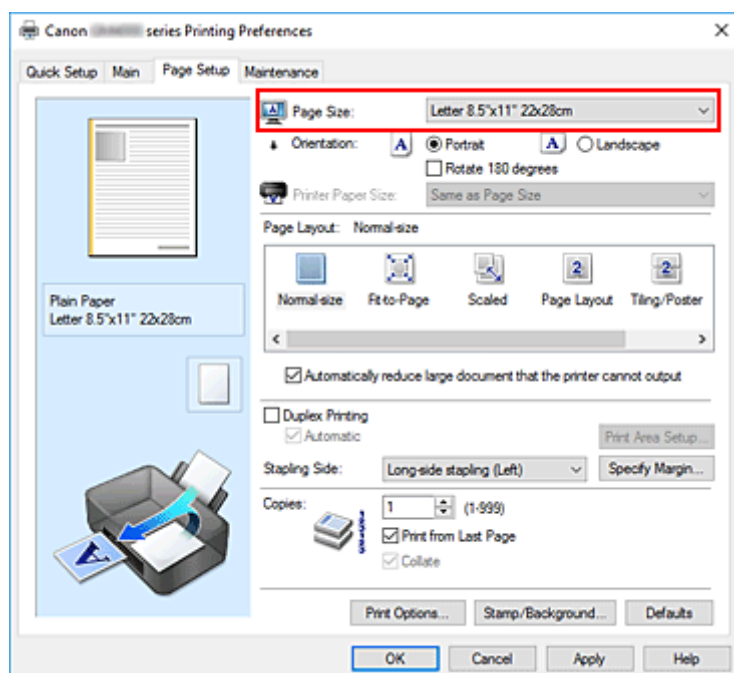 Canon series Printing Preferences
Quick Setup Main Page Setup Maintenance
Page Size: Letter 8.5"x11" 22x28cm
Orientation: A Portrait A Landscape
Rotate 180 degrees
Printer Paper Size: Same as Page Size
Page Layout: Normal-size
2 2
Normal-size Fit-to-Page Scaled Page Layout Tiling/Poster
Plain Paper
Letter 8.5"x11" 22x28cm
Automatically reduce large document that the printer cannot output
Duplex Printing
Automatic Print Area Setup...
Stapling Side: Long-side stapling (Left) Specify Margin...
Copies: 1 (1-999)
Print from Last Page
Collate
A
Print Options... Stamp/Background... Defaults
OK Cancel Apply Help